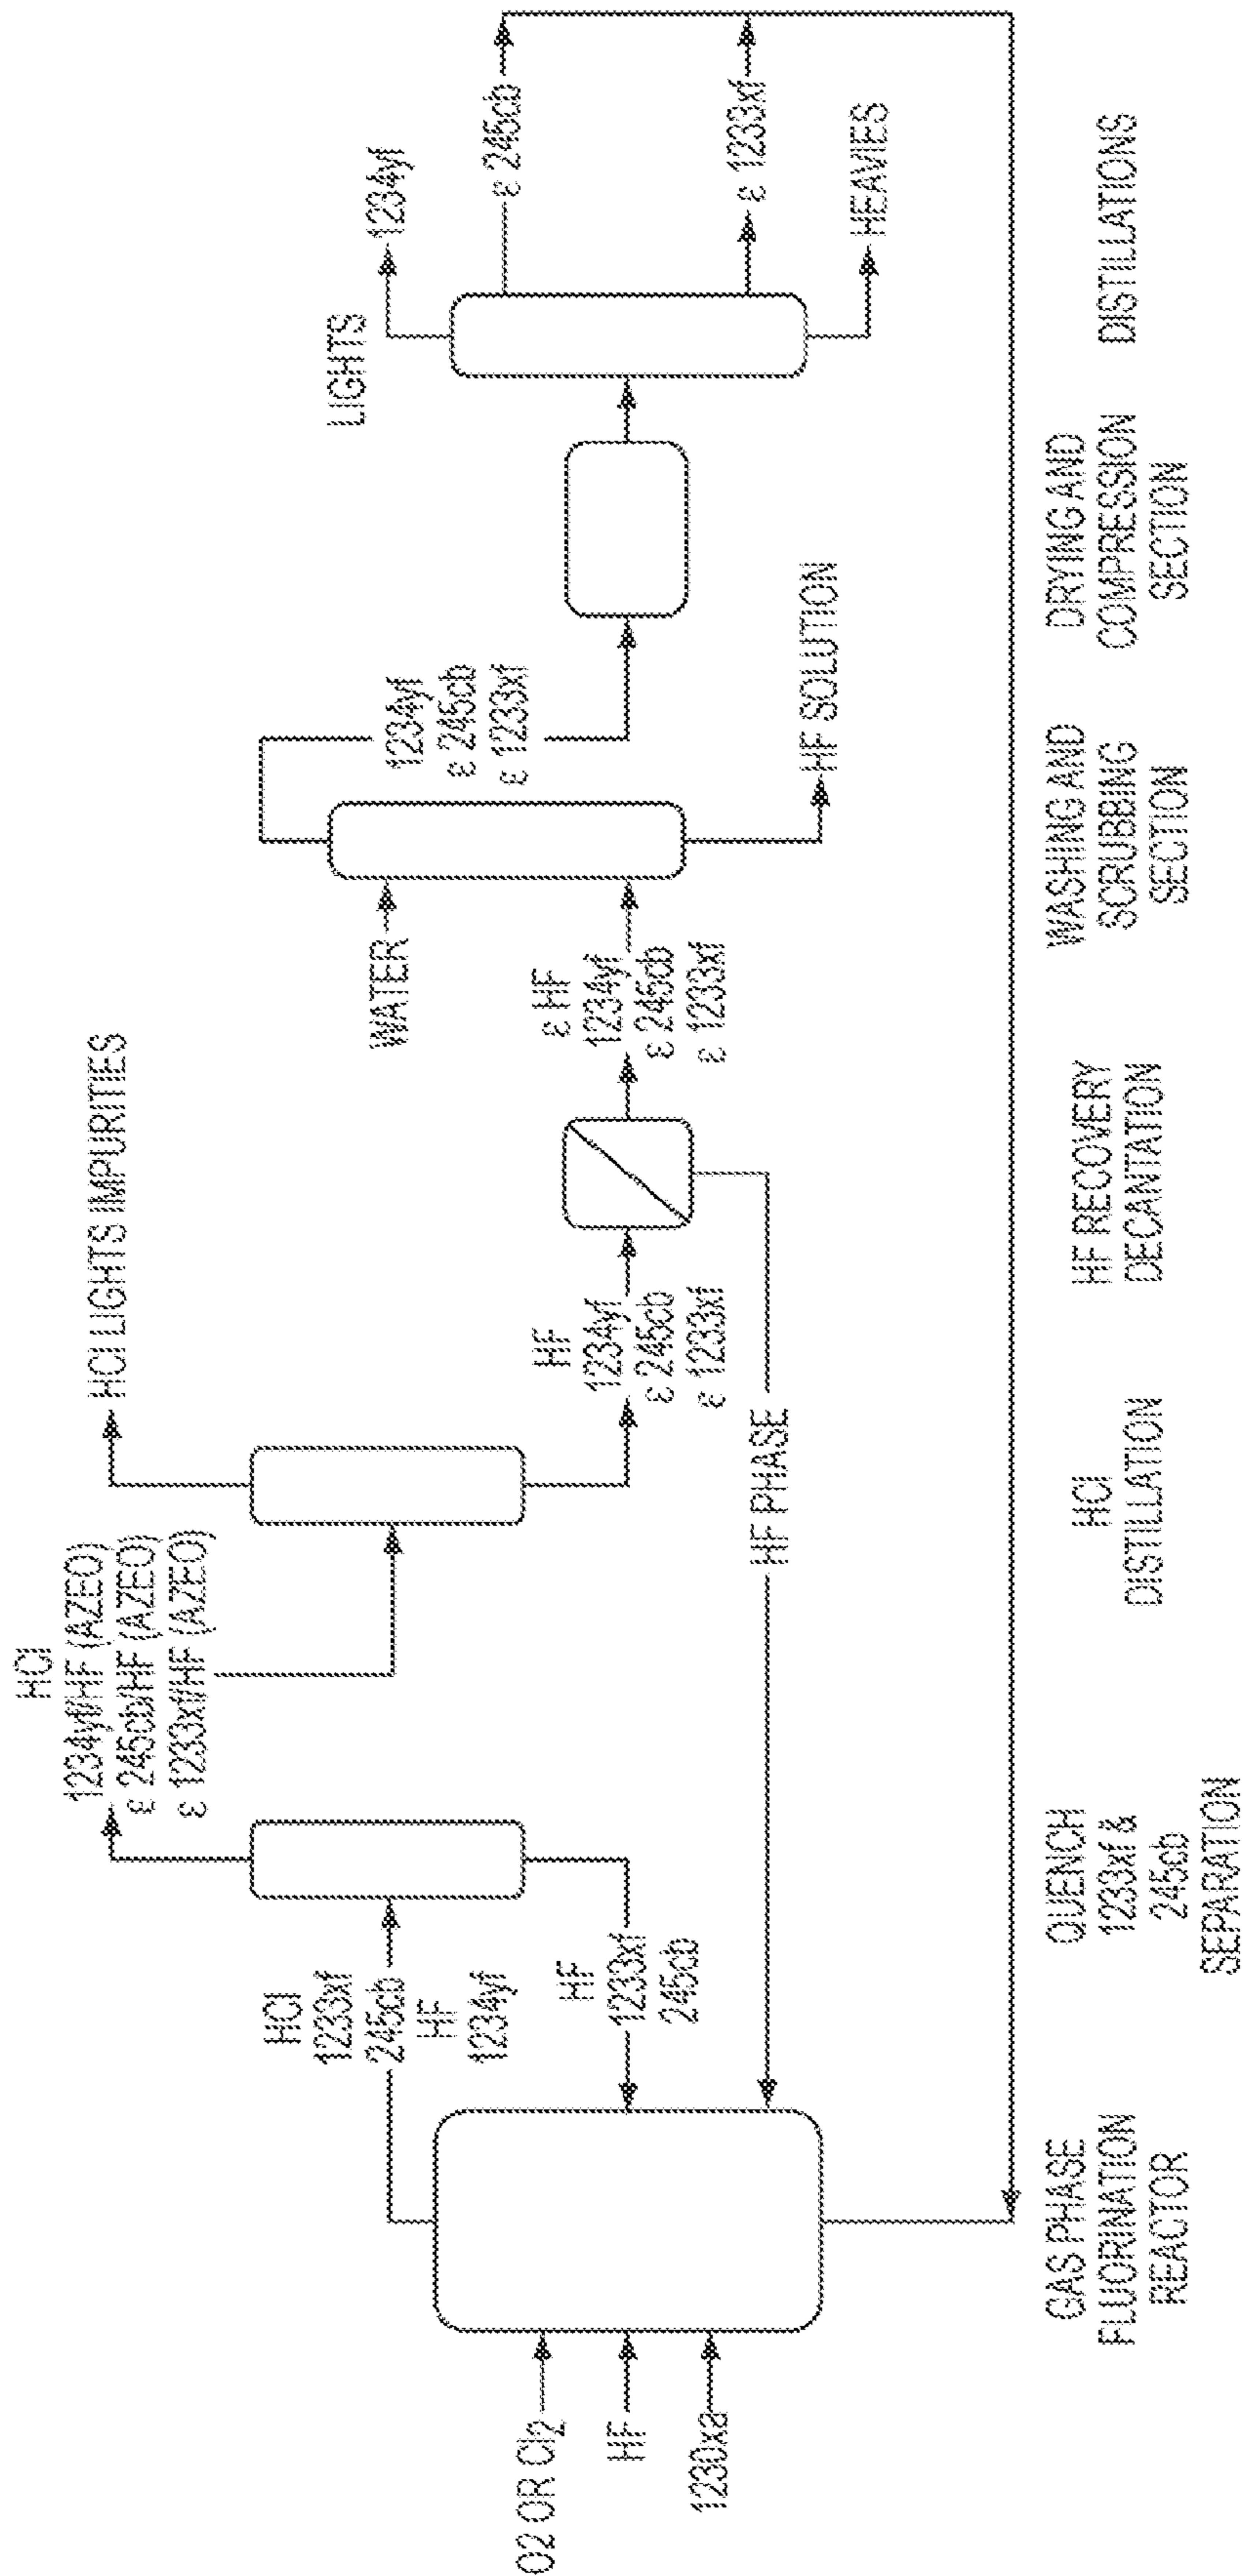 O2 OR Cl2
HF
1230xa
HCl
1233xf
245cb
HF
1234yf
HF
1233xf
245cb
HCl
1234yf/HF (AZEO)
ε 245cb/HF (AZEO)
ε 1233xf/HF (AZEO)
HCl LIGHTS IMPURITIES
HF
1234yf
ε 245cb
ε 1233xf
HF PHASE
ε HF
1234yf
ε 245cb
ε 1233xf
WATER
1234yf
ε 245cb
ε 1233xf
HF SOLUTION
LIGHTS
1234yf
ε 245cb
ε 1233xf
HEAVIES
GAS PHASE
FLUORINATION
REACTOR
QUENCH
1233xf &
245cb
SEPARATION
HCl
DISTILLATION
HF RECOVERY
DECANTATION
WASHING AND
SCRUBBING
SECTION
DRYING AND
COMPRESSION
SECTION
DISTILLATIONS